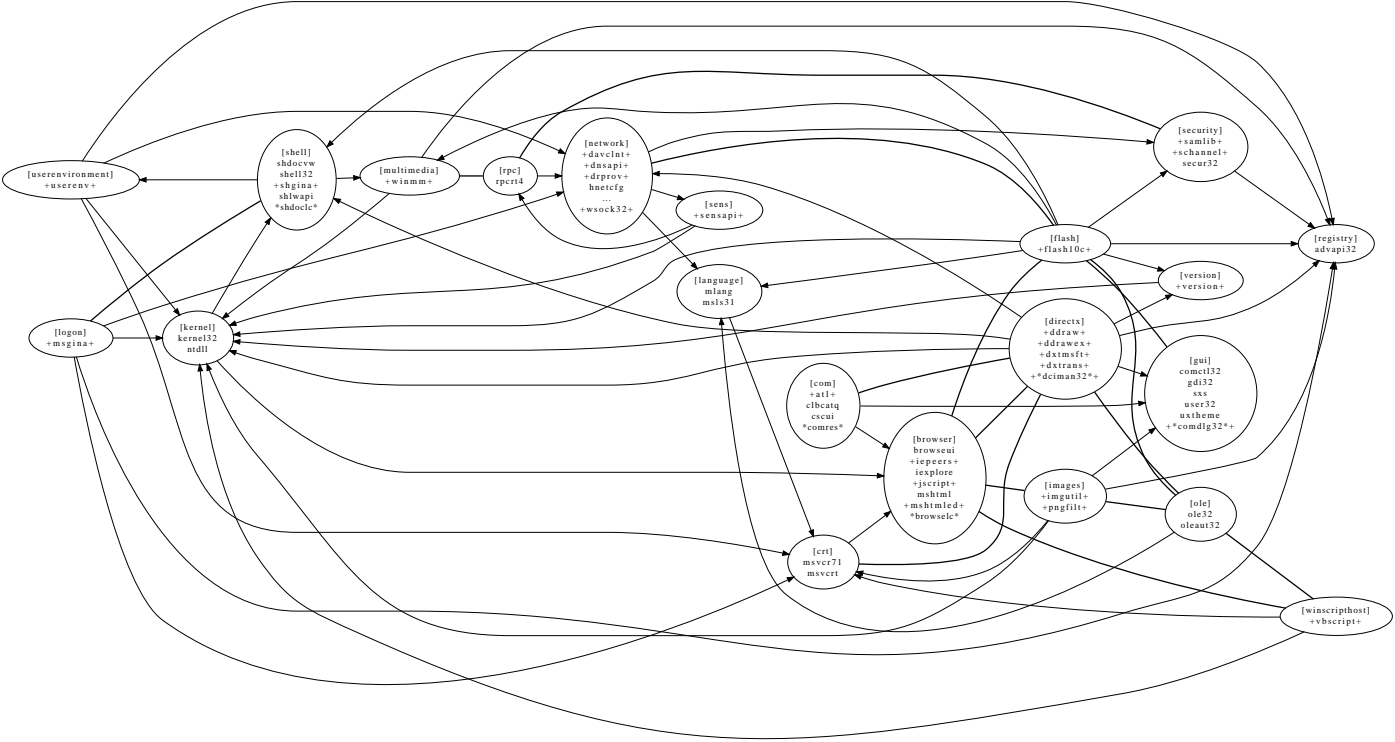 [userenvironment]
+userenv+
[shell]
shdocvw
shell32
+shgina+
shlwapi
*shdoclc*
[multimedia]
+winmm+
[rpc]
rpcrt4
[network]
+davclnt+
+dnsapi+
+drprov+
hnetcfg
...
+wsock32+
[sens]
+sensapi+
[security]
+samlib+
+schannel+
secur32
[flash]
+flash10c+
[registry]
advapi32
[version]
+version+
[language]
mlang
msls31
[logon]
+msgina+
[kernel]
kernel32
ntdll
[directx]
+ddraw+
+ddrawex+
+dxtmsft+
+dxtrans+
+*dciman32*+
[gui]
comctl32
gdi32
sxs
user32
uxtheme
+*comdlg32*+
[com]
+atl+
clbcatq
cscui
*comres*
[browser]
browseui
+iepeers+
iexplore
+jscript+
mshtml
+mshtmled+
*browselc*
[images]
+imgutil+
+pngfilt+
[ole]
ole32
oleaut32
[crt]
msvcr71
msvcrt
[winscripthost]
+vbscript+